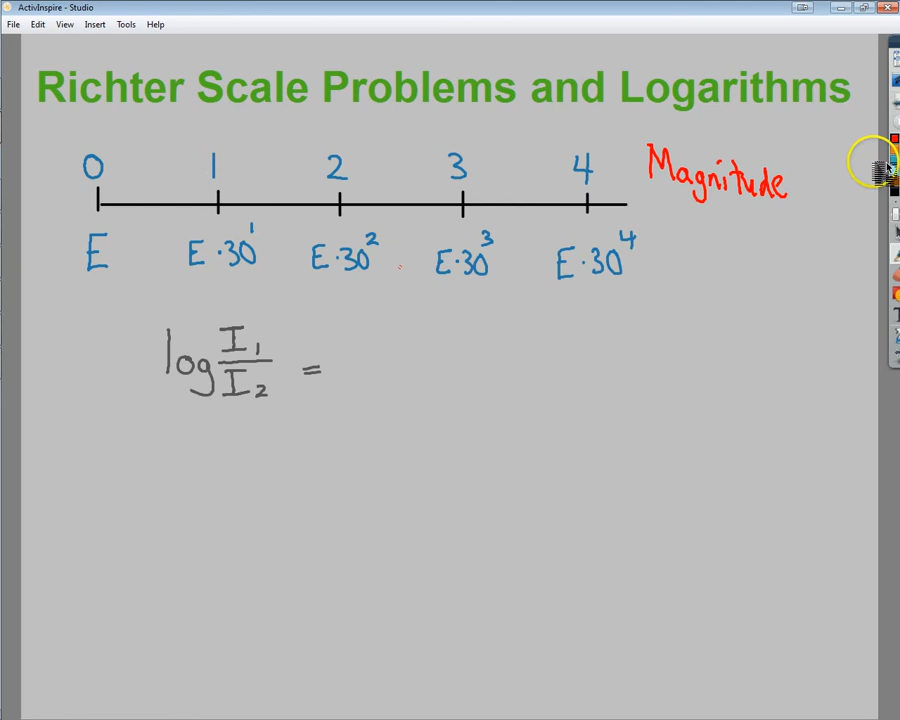 ActivInspire - Studio
File Edit View Insert Tools Help
Richter Scale Problems and Logarithms
0 1 2 3 4 Magnitude
E E·30¹ E·30² E·30³ E·30⁴
log I₁/I₂ =